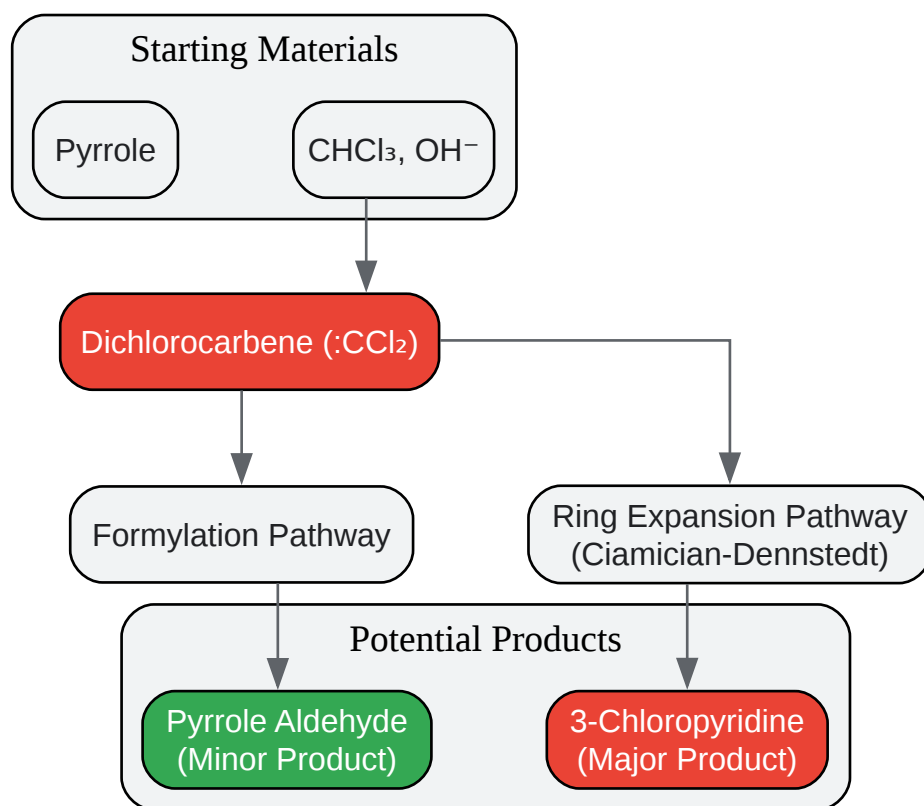 Starting Materials
Pyrrole
CHCl₃, OH⁻
Dichlorocarbene (:CCl₂)
Formylation Pathway
Ring Expansion Pathway
(Ciamician-Dennstedt)
Potential Products
Pyrrole Aldehyde
(Minor Product)
3-Chloropyridine
(Major Product)